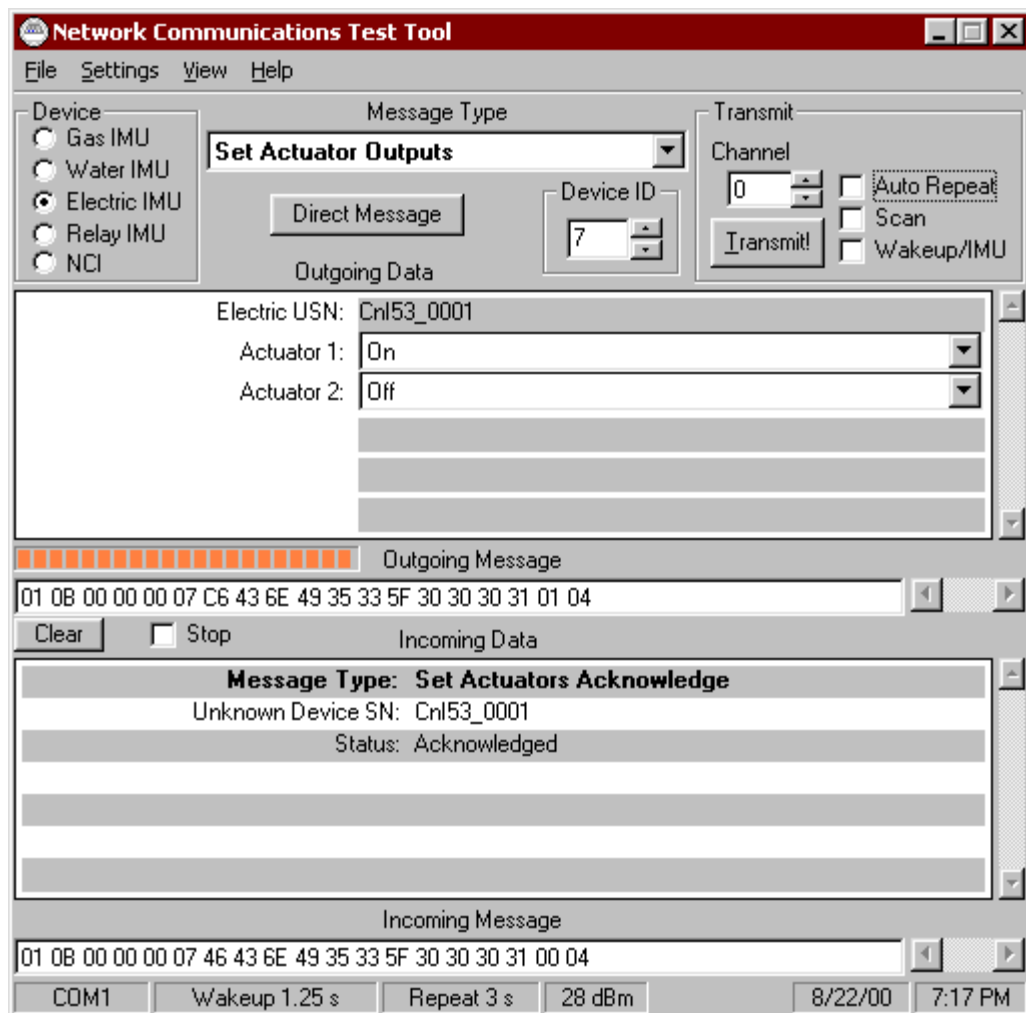 Network Communications Test Tool
File Settings View Help
Device
Gas IMU
Water IMU
Electric IMU
Relay IMU
NCI
Message Type
Set Actuator Outputs
Direct Message
Device ID
7
Transmit
Channel
0
Auto Repeat
Scan
Wakeup/IMU
Transmit!
Outgoing Data
Electric USN: CnI53_0001
Actuator 1: On
Actuator 2: Off
Outgoing Message
01 0B 00 00 00 07 C6 43 6E 49 35 33 5F 30 30 30 31 01 04
Clear Stop Incoming Data
Message Type: Set Actuators Acknowledge
Unknown Device SN: CnI53_0001
Status: Acknowledged
Incoming Message
01 0B 00 00 00 07 46 43 6E 49 35 33 5F 30 30 30 31 00 04
COM1 Wakeup 1.25 s Repeat 3 s 28 dBm 8/22/00 7:17 PM